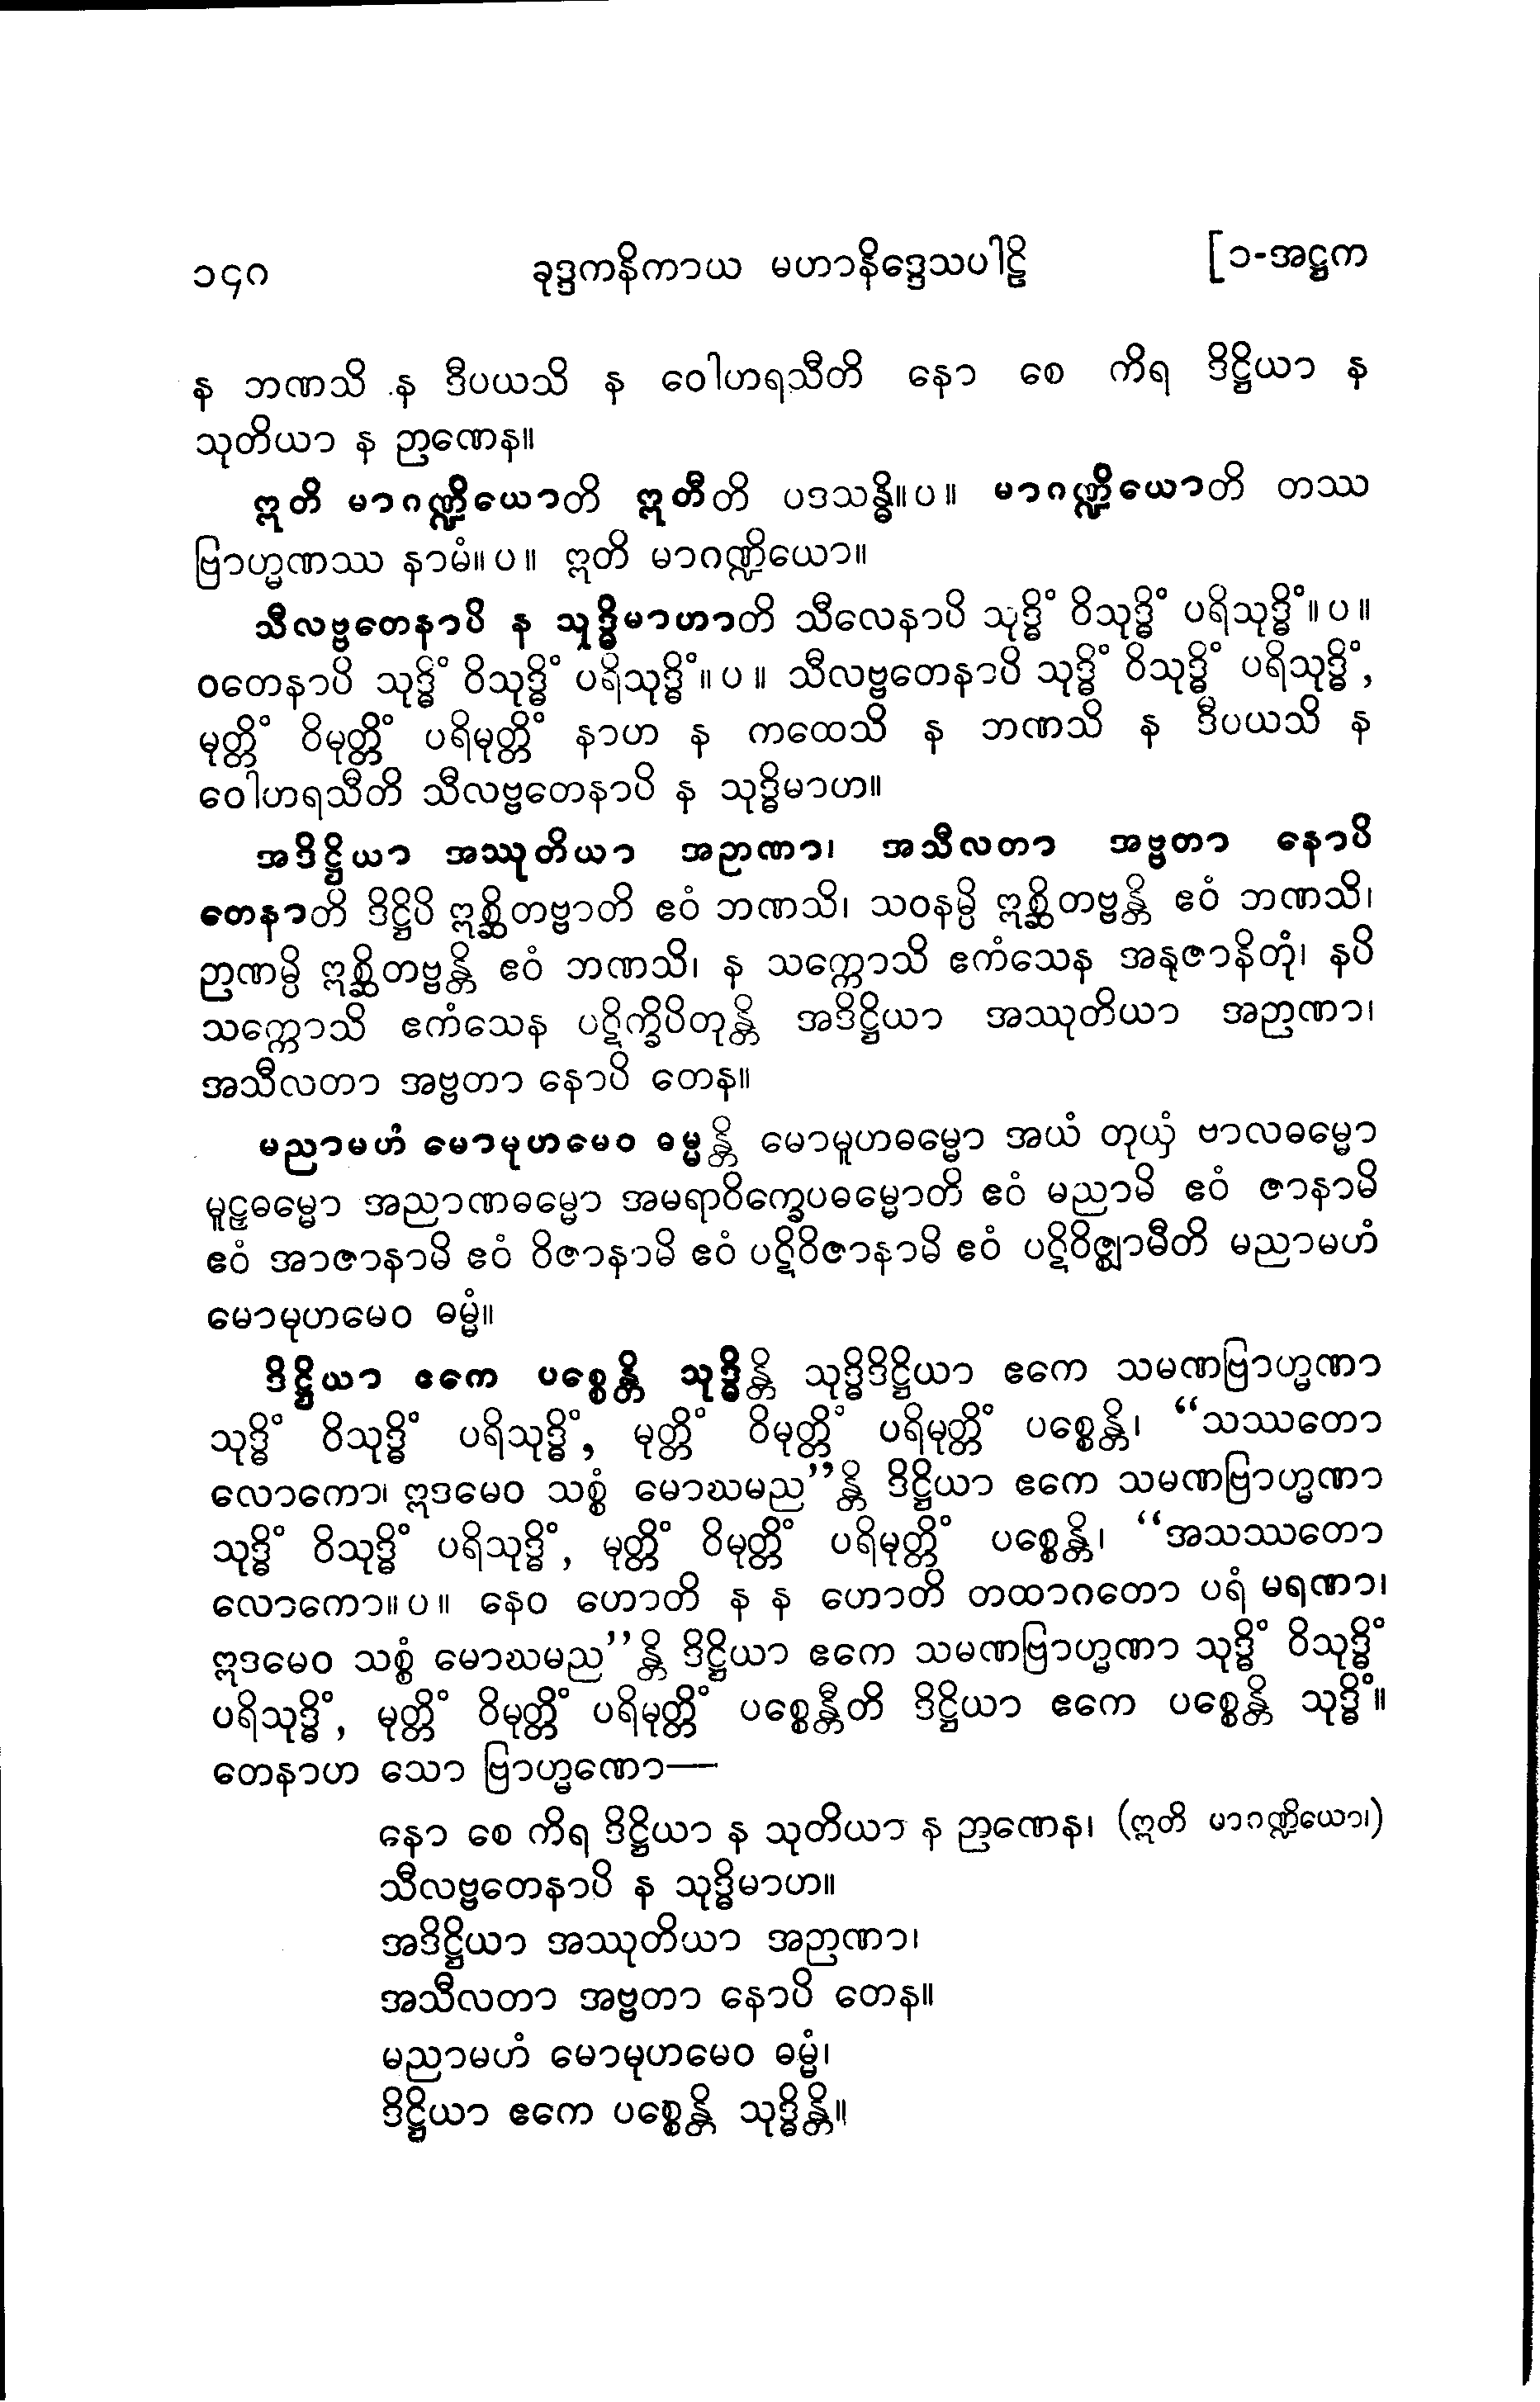 ၁၄၈ ခုဒ္ဒကနိကာယ မဟာနိဒ္ဒေသပါဠိ [၁-အဋ္ဌက
န ဘဏသိ န ဒီပယသိ န ဝေါဟရသီတိ နော စေ ကိရ ဒိဋ္ဌိယာ န
သုတိယာ န ဉာဏေန။
ဣတိ မာဂဏ္ဍိယောတိ ဣတီတိ ပဒသန္ဓိ။ပ။ မာဂဏ္ဍိယောတိ တဿ
ဗြာဟ္မဏဿ နာမံ။ပ။ ဣတိ မာဂဏ္ဍိယော။
သီလဗ္ဗတေနာပိ န သုဒ္ဓိမာဟာတိ သီလေနာပိ သုဒ္ဓိံ ဝိသုဒ္ဓိံ ပရိသုဒ္ဓိံ။ပ။
ဝတေနာပိ သုဒ္ဓိံ ဝိသုဒ္ဓိံ ပရိသုဒ္ဓိံ။ပ။ သီလဗ္ဗတေနာပိ သုဒ္ဓိံ ဝိသုဒ္ဓိံ ပရိသုဒ္ဓိံ,
မုတ္တိံ ဝိမုတ္တိံ ပရိမုတ္တိံ နာဟ န ကထေသိ န ဘဏသိ န ဒီပယသိ န
ဝေါဟရသီတိ သီလဗ္ဗတေနာပိ န သုဒ္ဓိမာဟ။
အဒိဋ္ဌိယာ အဿုတိယာ အဉာဏာ၊ အသီလတာ အဗ္ဗတာ နောပိ
တေနာတိ ဒိဋ္ဌိပိ ဣစ္ဆိတဗ္ဗာတိ ဧဝံ ဘဏသိ၊ သဝနမ္ပိ ဣစ္ဆိတဗ္ဗန္တိ ဧဝံ ဘဏသိ၊
ဉာဏမ္ပိ ဣစ္ဆိတဗ္ဗန္တိ ဧဝံ ဘဏသိ၊ န သက္ကောသိ ဧကံသေန အနုဇာနိတုံ၊ နပိ
သက္ကောသိ ဧကံသေန ပဋိက္ခိပိတုန္တိ အဒိဋ္ဌိယာ အဿုတိယာ အဉာဏာ၊
အသီလတာ အဗ္ဗတာ နောပိ တေန။
မညာမဟံ မောမုဟမေဝ ဓမ္မန္တိ မောမူဟဓမ္မော အယံ တုယှံ ဗာလဓမ္မော
မူဠှဓမ္မော အညာဏဓမ္မော အမရာဝိက္ခေပဓမ္မောတိ ဧဝံ မညာမိ ဧဝံ ဇာနာမိ
ဧဝံ အာဇာနာမိ ဧဝံ ဝိဇာနာမိ ဧဝံ ပဋိဝိဇာနာမိ ဧဝံ ပဋိဝိဇ္ဈာမီတိ မညာမဟံ
မောမုဟမေဝ ဓမ္မံ။
ဒိဋ္ဌိယာ ဧကေ ပစ္စေန္တိ သုဒ္ဓိန္တိ သုဒ္ဓိဒိဋ္ဌိယာ ဧကေ သမဏဗြာဟ္မဏာ
သုဒ္ဓိံ ဝိသုဒ္ဓိံ ပရိသုဒ္ဓိံ, မုတ္တိံ ဝိမုတ္တိံ ပရိမုတ္တိံ ပစ္စေန္တိ၊ “သဿတော
လောကော၊ ဣဒမေဝ သစ္စံ မောဃမည”န္တိ ဒိဋ္ဌိယာ ဧကေ သမဏဗြာဟ္မဏာ
သုဒ္ဓိံ ဝိသုဒ္ဓိံ ပရိသုဒ္ဓိံ, မုတ္တိံ ဝိမုတ္တိံ ပရိမုတ္တိံ ပစ္စေန္တိ၊ “အသဿတော
လောကော။ပ။ နေဝ ဟောတိ န န ဟောတိ တထာဂတော ပရံ မရဏာ၊
ဣဒမေဝ သစ္စံ မောဃမည”န္တိ ဒိဋ္ဌိယာ ဧကေ သမဏဗြာဟ္မဏာ သုဒ္ဓိံ ဝိသုဒ္ဓိံ
ပရိသုဒ္ဓိံ, မုတ္တိံ ဝိမုတ္တိံ ပရိမုတ္တိံ ပစ္စေန္တီတိ ဒိဋ္ဌိယာ ဧကေ ပစ္စေန္တိ သုဒ္ဓိံ။
တေနာဟ သော ဗြာဟ္မဏော—
နော စေ ကိရ ဒိဋ္ဌိယာ န သုတိယာ န ဉာဏေန၊ (ဣတိ မာဂဏ္ဍိယော၊)
သီလဗ္ဗတေနာပိ န သုဒ္ဓိမာဟ။
အဒိဋ္ဌိယာ အဿုတိယာ အဉာဏာ၊
အသီလတာ အဗ္ဗတာ နောပိ တေန။
မညာမဟံ မောမုဟမေဝ ဓမ္မံ၊
ဒိဋ္ဌိယာ ဧကေ ပစ္စေန္တိ သုဒ္ဓိန္တိ။